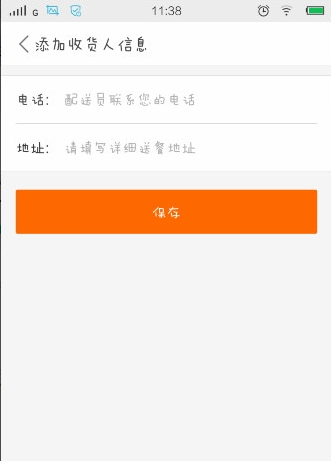 G 11:38
添加收货人信息
电话: 配送员联系您的电话
地址: 请填写详细送餐地址
保存